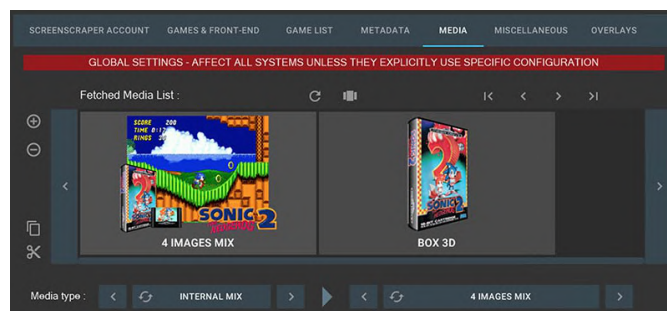 SCREENSCRAPER ACCOUNT GAMES & FRONT-END GAME LIST METADATA MEDIA MISCELLANEOUS OVERLAYS
GLOBAL SETTINGS - AFFECT ALL SYSTEMS UNLESS THEY EXPLICITLY USE SPECIFIC CONFIGURATION
Fetched Media List :
SCORE 200
TIME 0:17
RINGS
SONIC
2
4 IMAGES MIX BOX 3D
Media type : INTERNAL MIX 4 IMAGES MIX